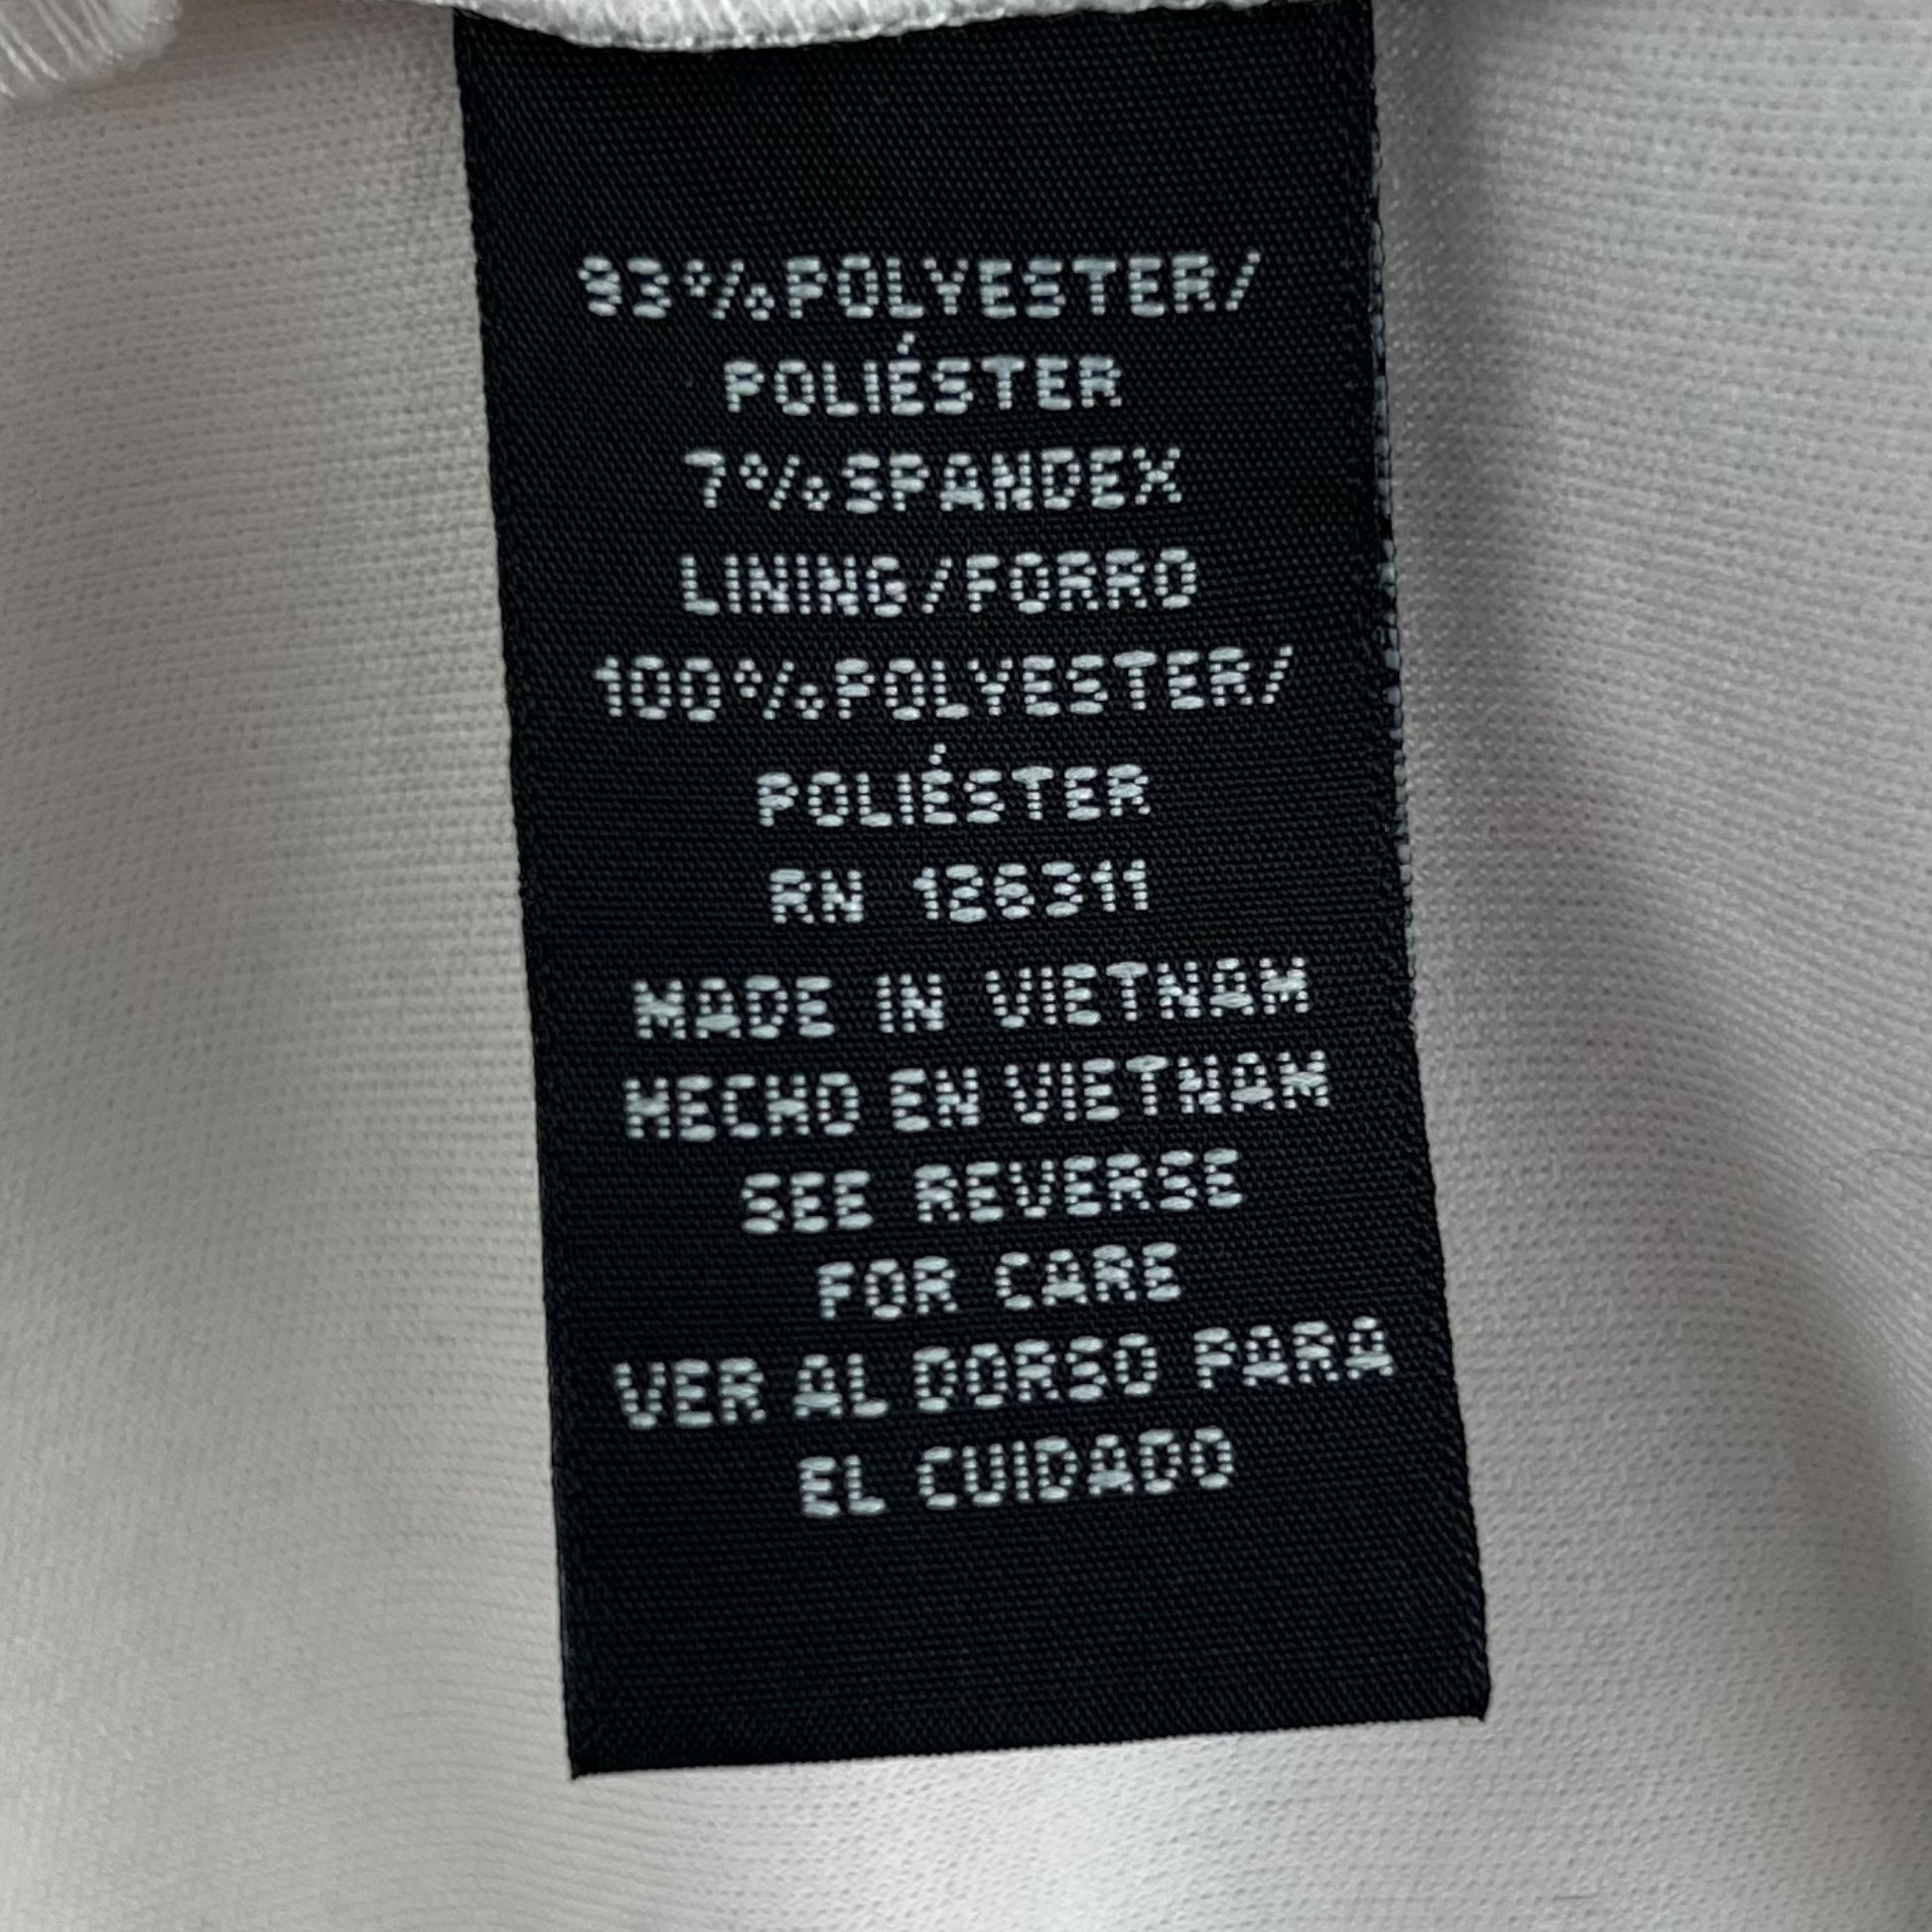 93%POLYESTER/
POLIÉSTER
7%SPANDEX
LINING/FORRO
100%POLYESTER/
POLIÉSTER
RN 126311
MADE IN VIETNAM
HECHO EN VIETNAM
SEE REVERSE
FOR CARE
VER AL DORSO PARA
EL CUIDADO